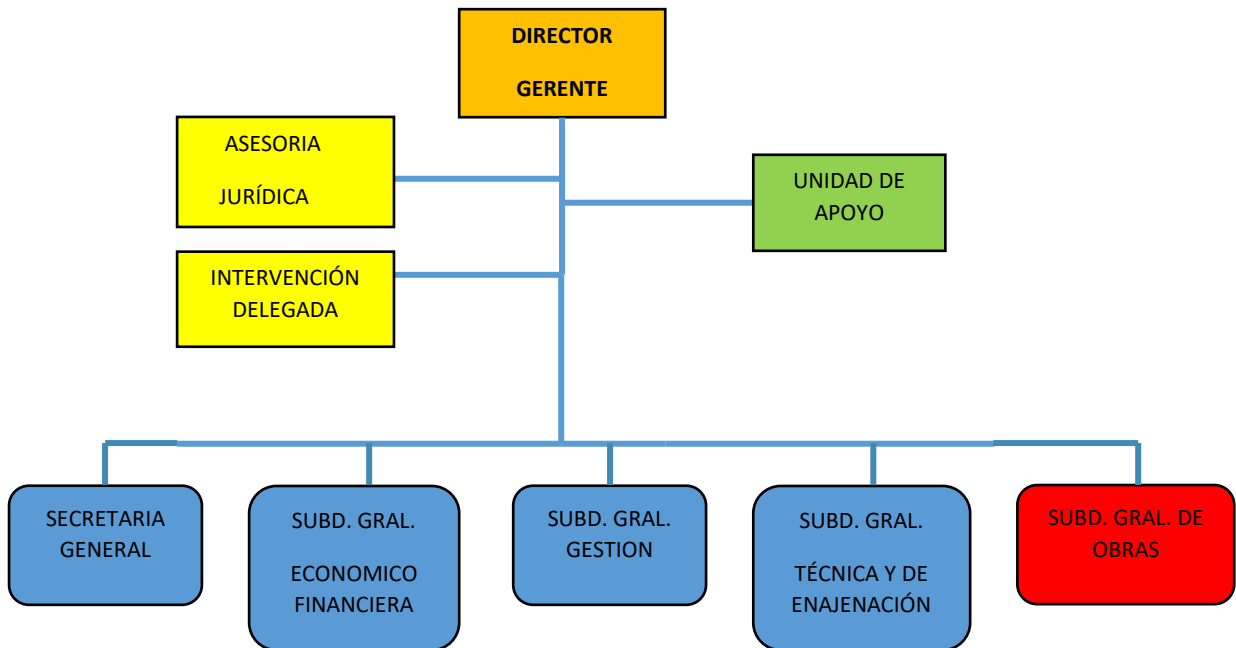 DIRECTOR
GERENTE
ASESORIA
JURÍDICA
UNIDAD DE
APOYO
INTERVENCIÓN
DELEGADA
SECRETARIA
GENERAL
SUBD. GRAL.
ECONOMICO
FINANCIERA
SUBD. GRAL.
GESTION
SUBD. GRAL.
TÉCNICA Y DE
ENAJENACIÓN
SUBD. GRAL. DE
OBRAS